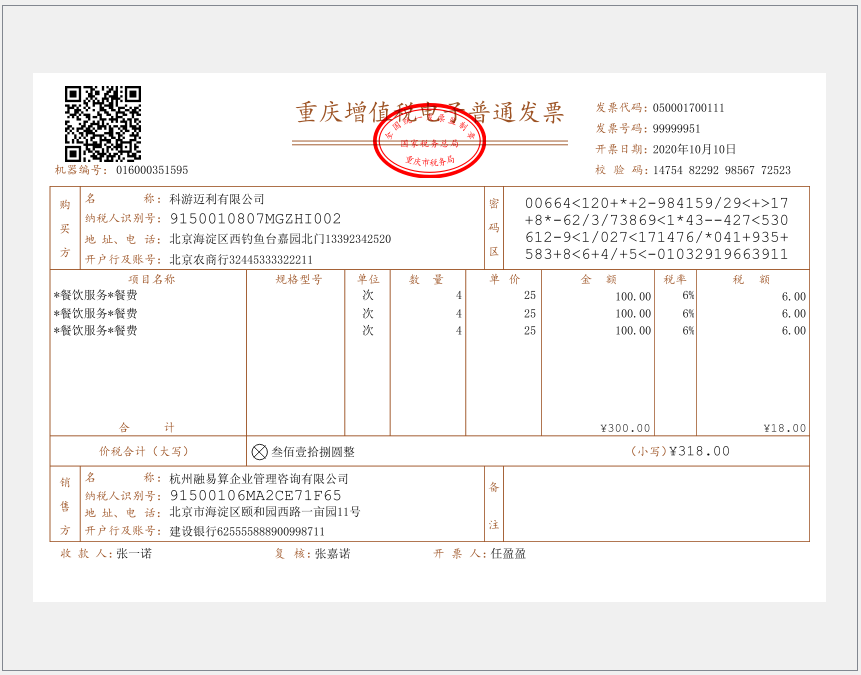 重庆增值税电子普通发票
全国统一发票监制章
国家税务总局
重庆市税务局
机器编号: 016000351595
发票代码: 050001700111
发票号码: 99999951
开票日期: 2020年10月10日
校 验 码: 14754 82292 98567 72523
购买方
名 称: 科游迈利有限公司
纳税人识别号: 9150010807MGZHI002
地 址、电 话: 北京海淀区西钓鱼台嘉园北门13392342520
开户行及账号: 北京农商行32445333322211
密码区
00664<120+*+2-984159/29<+>17
+8*-62/3/73869<1*43--427<530
612-9<1/027<171476/*041+935+
583+8<6+4/+5<-01032919663911
项目名称 规格型号 单位 数 量 单 价 金 额 税率 税 额
*餐饮服务*餐费 次 4 25 100.00 6% 6.00
*餐饮服务*餐费 次 4 25 100.00 6% 6.00
*餐饮服务*餐费 次 4 25 100.00 6% 6.00
合 计 ¥300.00 ¥18.00
价税合计（大写） 叁佰壹拾捌圆整 （小写）¥318.00
销售方
名 称: 杭州融易算企业管理咨询有限公司
纳税人识别号: 91500106MA2CE71F65
地 址、电 话: 北京市海淀区颐和园西路一亩园11号
开户行及账号: 建设银行625555888900998711
备注
收 款 人: 张一诺 复 核: 张嘉诺 开 票 人: 任盈盈